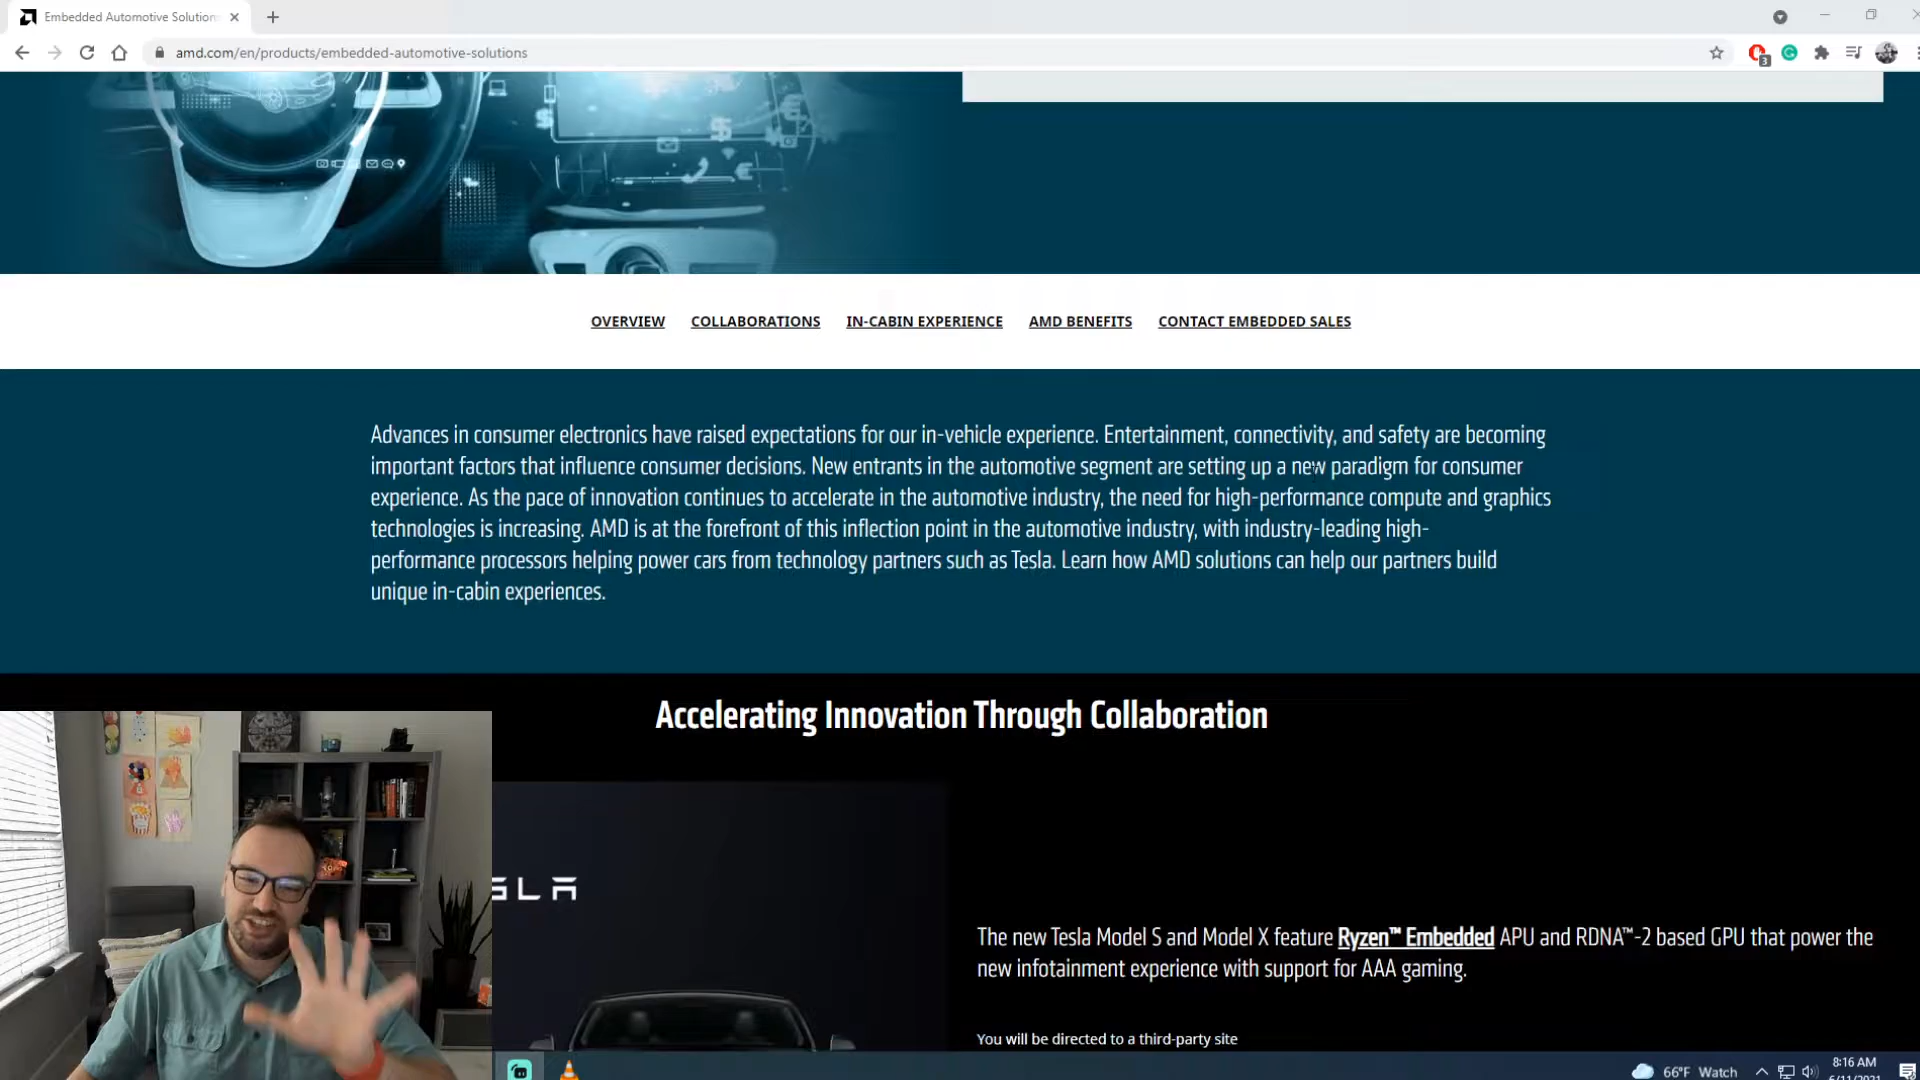 Embedded Automotive Solution
amd.com/en/products/embedded-automotive-solutions
3
OVERVIEW COLLABORATIONS IN-CABIN EXPERIENCE AMD BENEFITS CONTACT EMBEDDED SALES
Advances in consumer electronics have raised expectations for our in-vehicle experience. Entertainment, connectivity, and safety are becoming
important factors that influence consumer decisions. New entrants in the automotive segment are setting up a new paradigm for consumer
experience. As the pace of innovation continues to accelerate in the automotive industry, the need for high-performance compute and graphics
technologies is increasing. AMD is at the forefront of this inflection point in the automotive industry, with industry-leading high-
performance processors helping power cars from technology partners such as Tesla. Learn how AMD solutions can help our partners build
unique in-cabin experiences.
Accelerating Innovation Through Collaboration
SLA
The new Tesla Model S and Model X feature Ryzen™ Embedded APU and RDNA™-2 based GPU that power the
new infotainment experience with support for AAA gaming.
You will be directed to a third-party site
66°F Watch
8:16 AM
6/11/2021